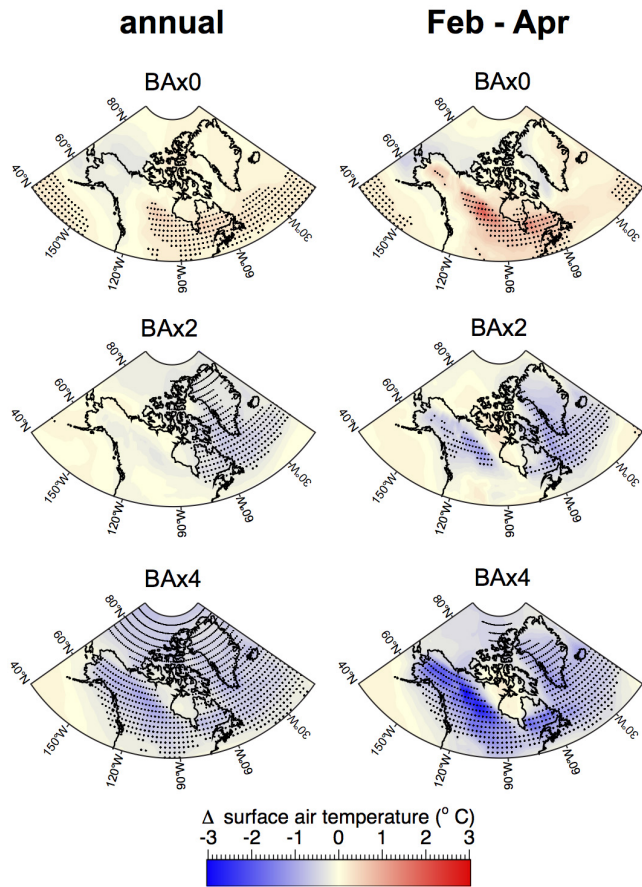 annual Feb - Apr
BAx0 BAx0
80°N 80°N
60°N 60°N
40°N 40°N
150°W 120°W 90°W 60°W 30°W 150°W 120°W 90°W 60°W 30°W
BAx2 BAx2
80°N 80°N
60°N 60°N
40°N 40°N
150°W 120°W 90°W 60°W 30°W 150°W 120°W 90°W 60°W 30°W
BAx4 BAx4
80°N 80°N
60°N 60°N
40°N 40°N
150°W 120°W 90°W 60°W 30°W 150°W 120°W 90°W 60°W 30°W
Δ surface air temperature (° C)
-3 -2 -1 0 1 2 3